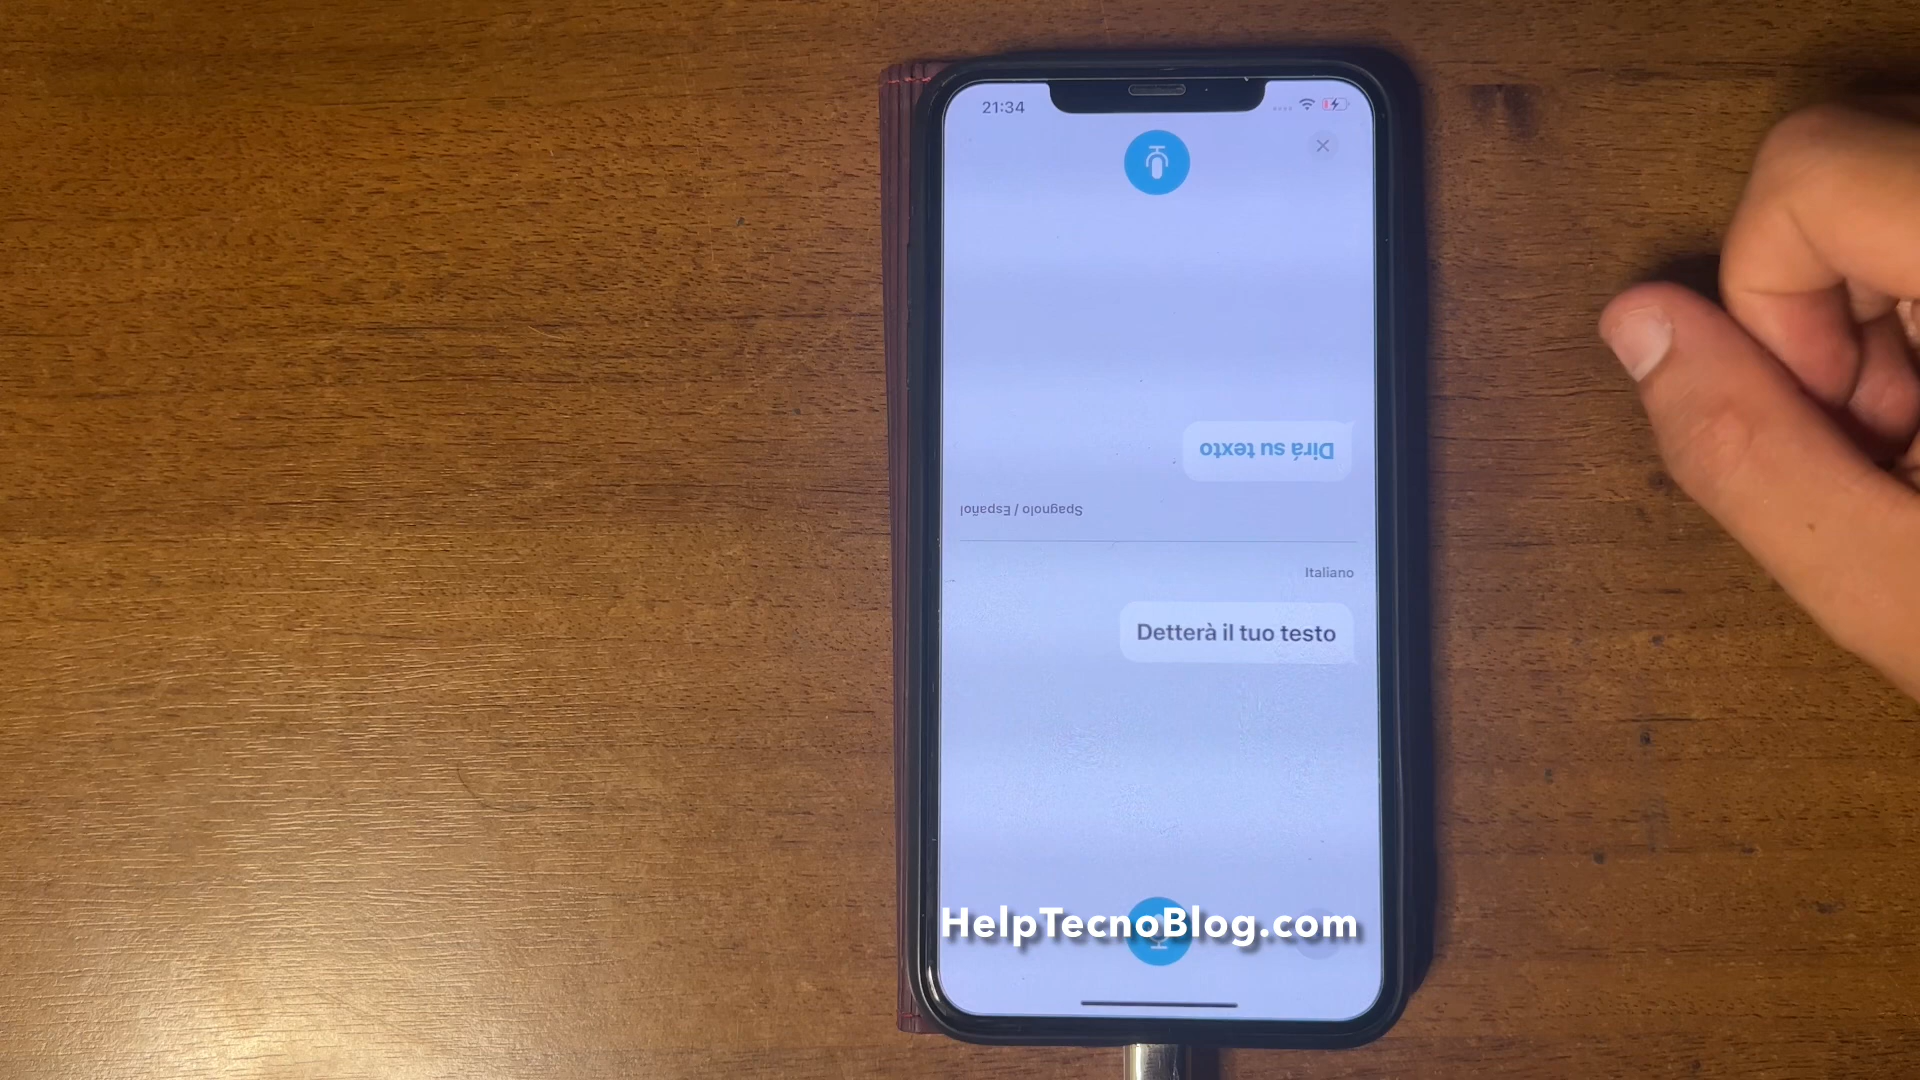 21:34
Dirá su texto
Spagnolo / Español
Italiano
Detterà il tuo testo
HelpTecnoBlog.com